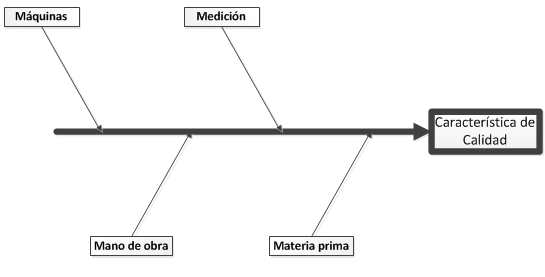 Máquinas
Medición
Característica de
Calidad
Mano de obra
Materia prima